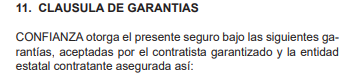 11. CLAUSULA DE GARANTIAS
CONFIANZA otorga el presente seguro bajo las siguientes ga-
rantías, aceptadas por el contratista garantizado y la entidad
estatal contratante asegurada así: